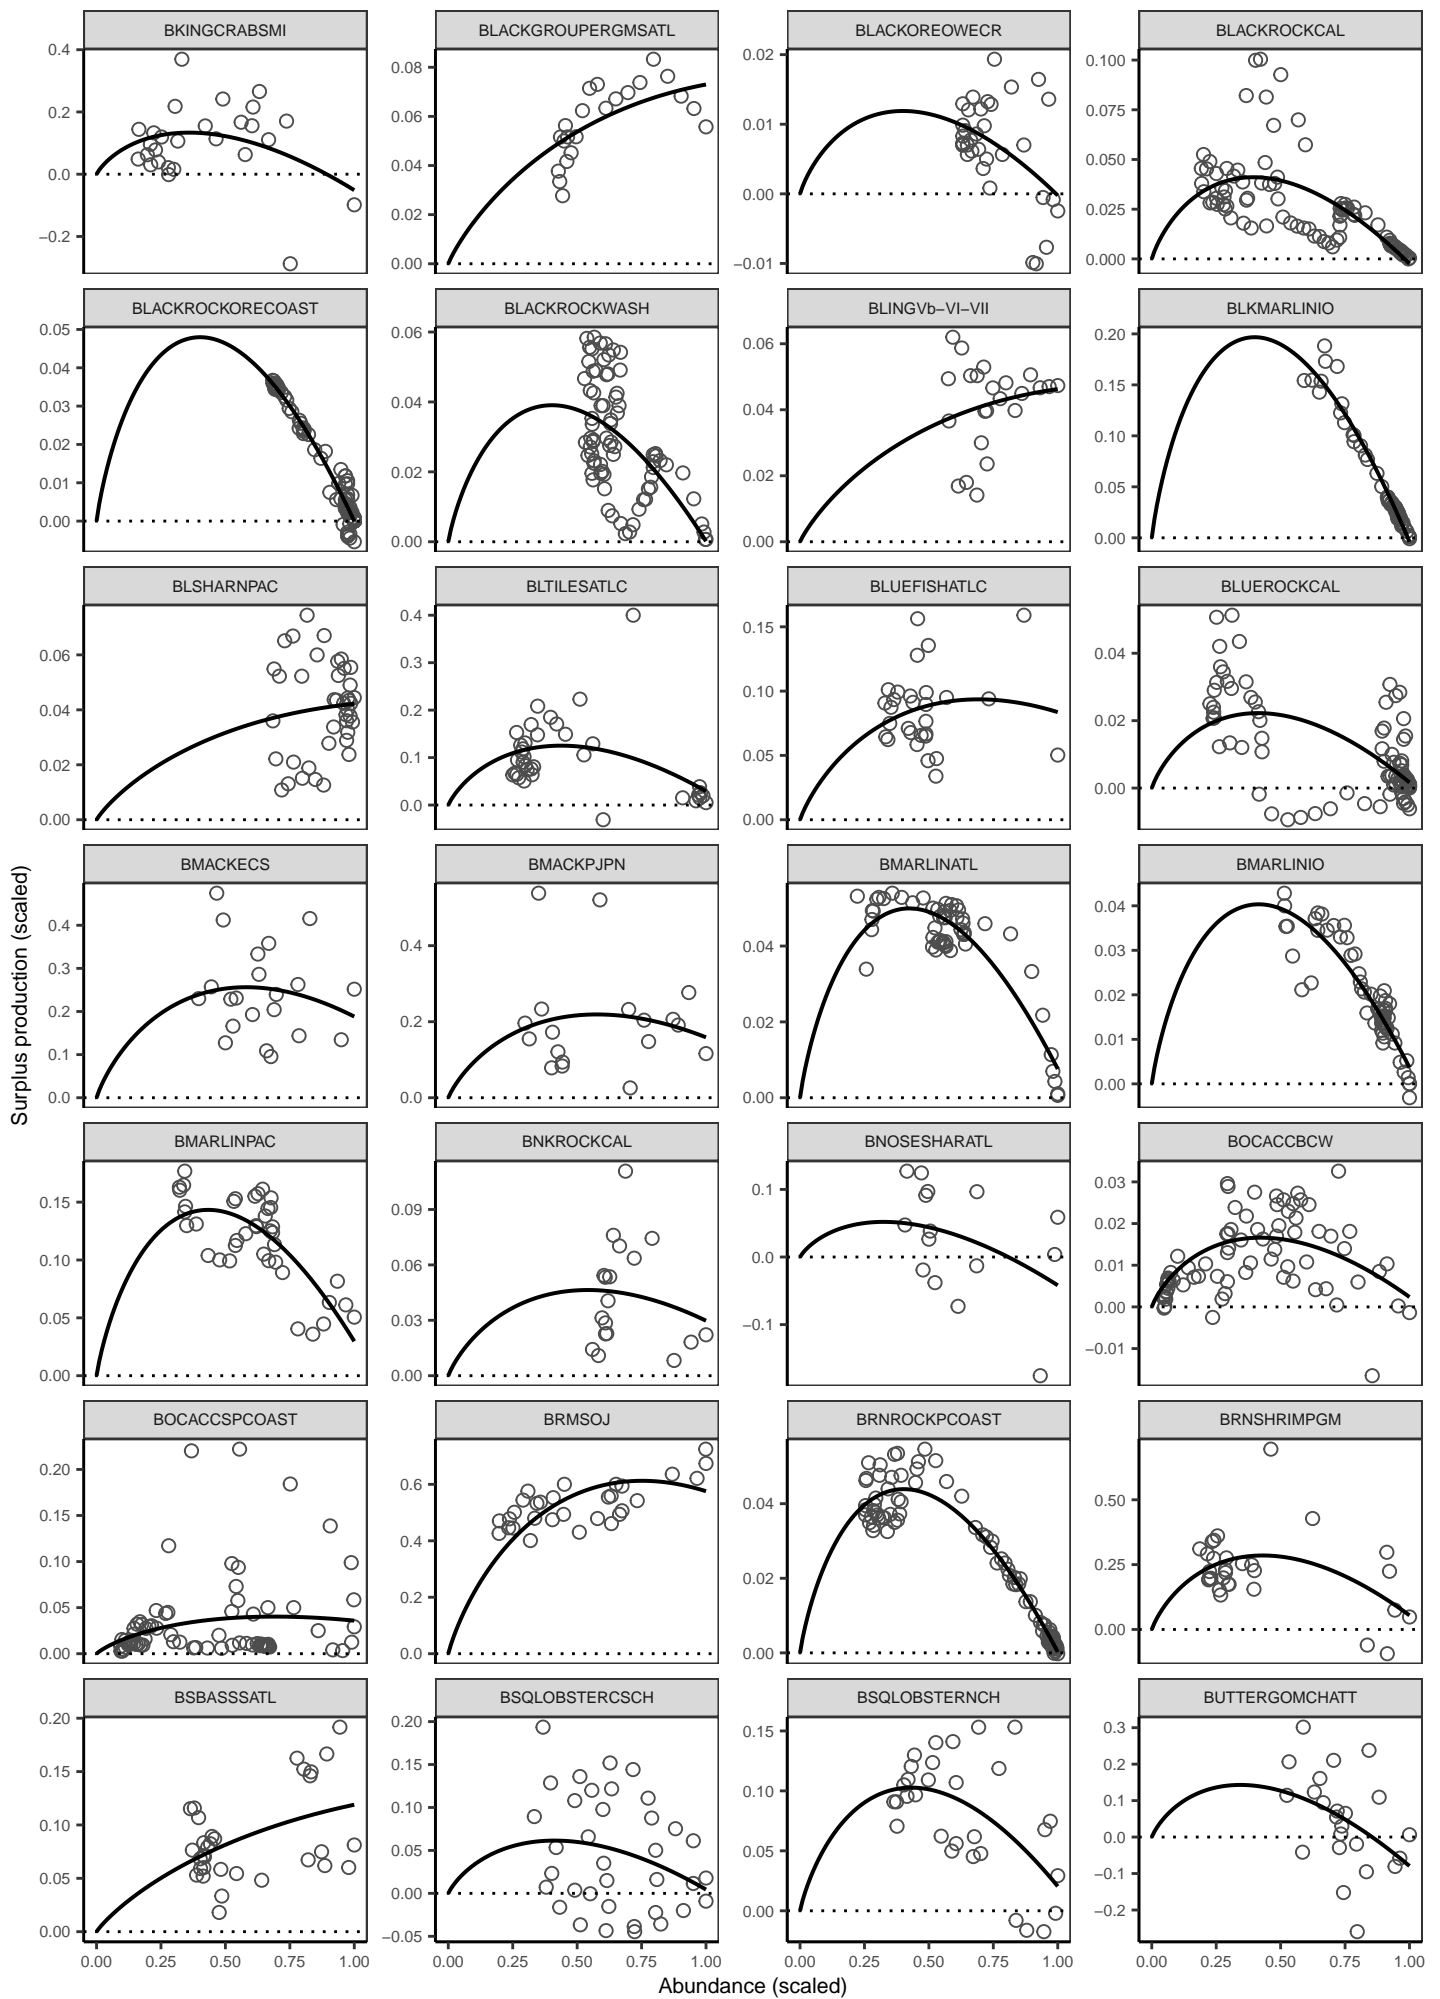 BKINGCRABSMI BLACKGROUPERGMSATL BLACKOREOWECR BLACKROCKCAL
0.4 0.2 0.0 −0.2
0.08 0.06 0.04 0.02 0.00
0.02 0.01 0.00 −0.01
0.100 0.075 0.050 0.025 0.000
BLACKROCKORECOAST BLACKROCKWASH BLINGVb−VI−VII BLKMARLINIO
0.05 0.04 0.03 0.02 0.01 0.00
0.06 0.04 0.02 0.00
0.06 0.04 0.02 0.00
0.20 0.15 0.10 0.05 0.00
BLSHARNPAC BLTILESATLC BLUEFISHATLC BLUEROCKCAL
0.06 0.04 0.02 0.00
0.4 0.3 0.2 0.1 0.0
0.15 0.10 0.05 0.00
0.04 0.02 0.00
BMACKECS BMACKPJPN BMARLINATL BMARLINIO
0.4 0.3 0.2 0.1 0.0
0.4 0.2 0.0
0.04 0.02 0.00
0.04 0.03 0.02 0.01 0.00
Surplus production (scaled)
BMARLINPAC BNKROCKCAL BNOSESHARATL BOCACCBCW
0.15 0.10 0.05 0.00
0.09 0.06 0.03 0.00
0.1 0.0 −0.1
0.03 0.02 0.01 0.00 −0.01
BOCACCSPCOAST BRMSOJ BRNROCKPCOAST BRNSHRIMPGM
0.20 0.15 0.10 0.05 0.00
0.6 0.4 0.2 0.0
0.04 0.02 0.00
0.50 0.25 0.00
BSBASSSATL BSQLOBSTERCSCH BSQLOBSTERNCH BUTTERGOMCHATT
0.20 0.15 0.10 0.05 0.00
0.20 0.15 0.10 0.05 0.00 −0.05
0.15 0.10 0.05 0.00
0.3 0.2 0.1 0.0 −0.1 −0.2
0.00 0.25 0.50 0.75 1.00 0.00 0.25 0.50 0.75 1.00 0.00 0.25 0.50 0.75 1.00 0.00 0.25 0.50 0.75 1.00
Abundance (scaled)